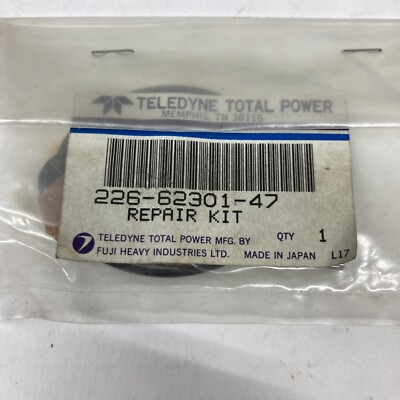 TELEDYNE TOTAL POWER
MEMPHIS, TN 38118
226-62301-47
REPAIR KIT
TELEDYNE TOTAL POWER MFG. BY QTY 1
FUJI HEAVY INDUSTRIES LTD. MADE IN JAPAN L17